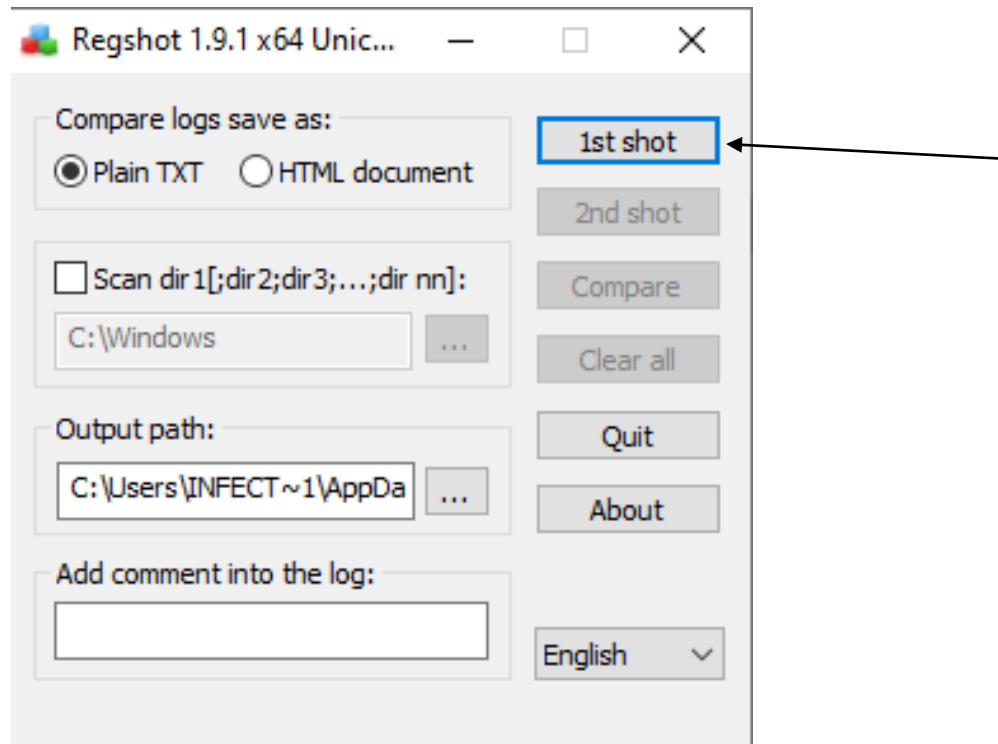 Regshot 1.9.1 x64 Unic...
Compare logs save as:
Plain TXT
HTML document
1st shot
2nd shot
Scan dir1[;dir2;dir3;...;dir nn]:
Compare
C:\Windows
...
Clear all
Output path:
Quit
C:\Users\INFECT~1\AppDa
...
About
Add comment into the log:
English